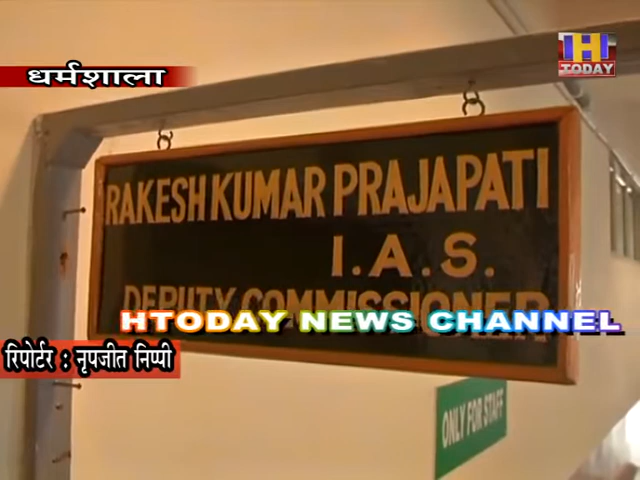 धर्मशाला
H
TODAY
RAKESH KUMAR PRAJAPATI
I.A.S.
DEPUTY COMMISSIONER
HTODAY NEWS CHANNEL
रिपोर्टर : नृपजीत निप्पी
ONLY FOR STAFF